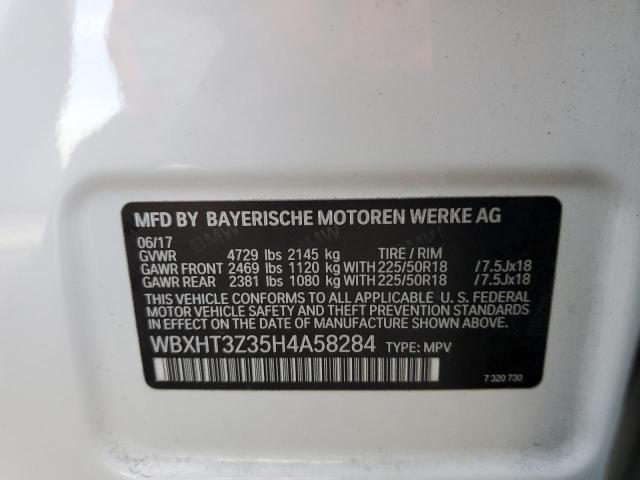 MFD BY BAYERISCHE MOTOREN WERKE AG
06/17
GVWR 4729 lbs 2145 kg TIRE / RIM
GAWR FRONT 2469 lbs 1120 kg WITH 225/50R18 /7.5Jx18
GAWR REAR 2381 lbs 1080 kg WITH 225/50R18 /7.5Jx18
THIS VEHICLE CONFORMS TO ALL APPLICABLE U. S. FEDERAL
MOTOR VEHICLE SAFETY AND THEFT PREVENTION STANDARDS
IN EFFECT ON THE DATE OF MANUFACTURE SHOWN ABOVE.
WBXHT3Z35H4A58284 TYPE: MPV
7 320 730